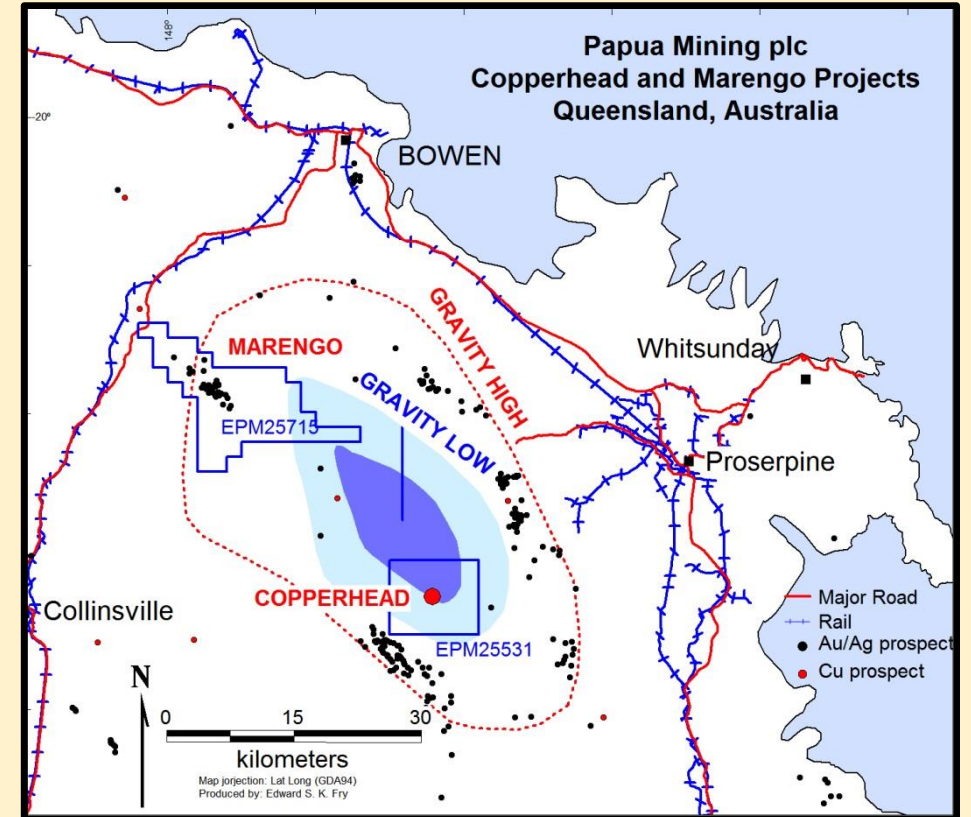 Papua Mining plc
Copperhead and Marengo Projects
Queensland, Australia
148°
20°
BOWEN
GRAVITY HIGH
MARENGO
Whitsunday
GRAVITY LOW
EPM25715
Proserpine
COPPERHEAD
Collinsville
EPM25531
Major Road
Rail
Au/Ag prospect
Cu prospect
N
0 15 30
kilometers
Map jorjection: Lat Long (GDA94)
Produced by: Edward S. K. Fry